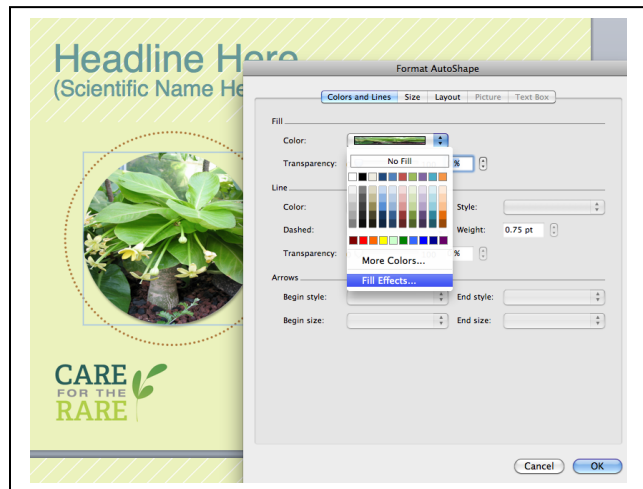 Headline Here
(Scientific Name He
Format AutoShape
Colors and Lines Size Layout Picture Text Box
Fill
Color:
No Fill
Transparency: %
Line
Color: Style:
Dashed: Weight: 0.75 pt
Transparency: %
More Colors...
Fill Effects...
Arrows
Begin style: End style:
Begin size: End size:
CARE
FOR THE
RARE
Cancel OK